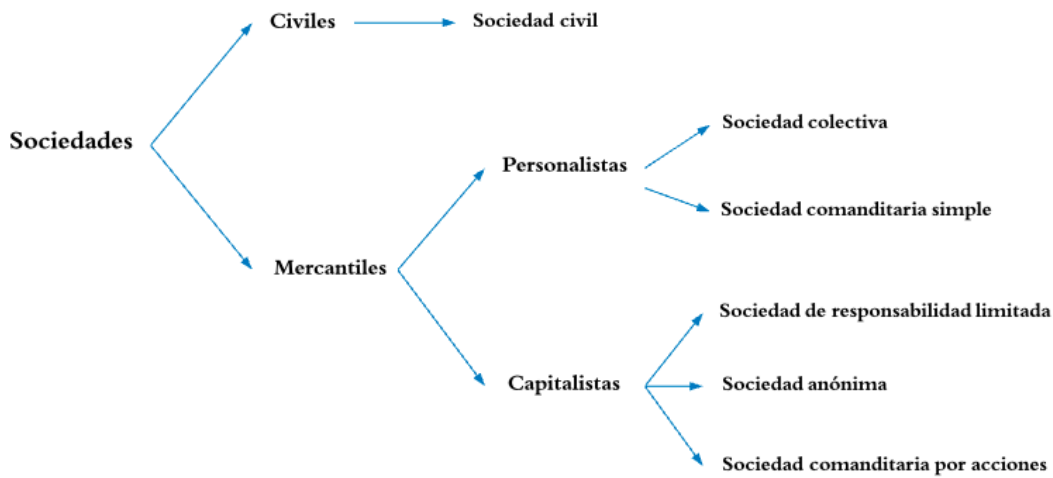 Civiles
Sociedad civil
Sociedades
Sociedad colectiva
Personalistas
Sociedad comanditaria simple
Mercantiles
Sociedad de responsabilidad limitada
Capitalistas
Sociedad anónima
Sociedad comanditaria por acciones